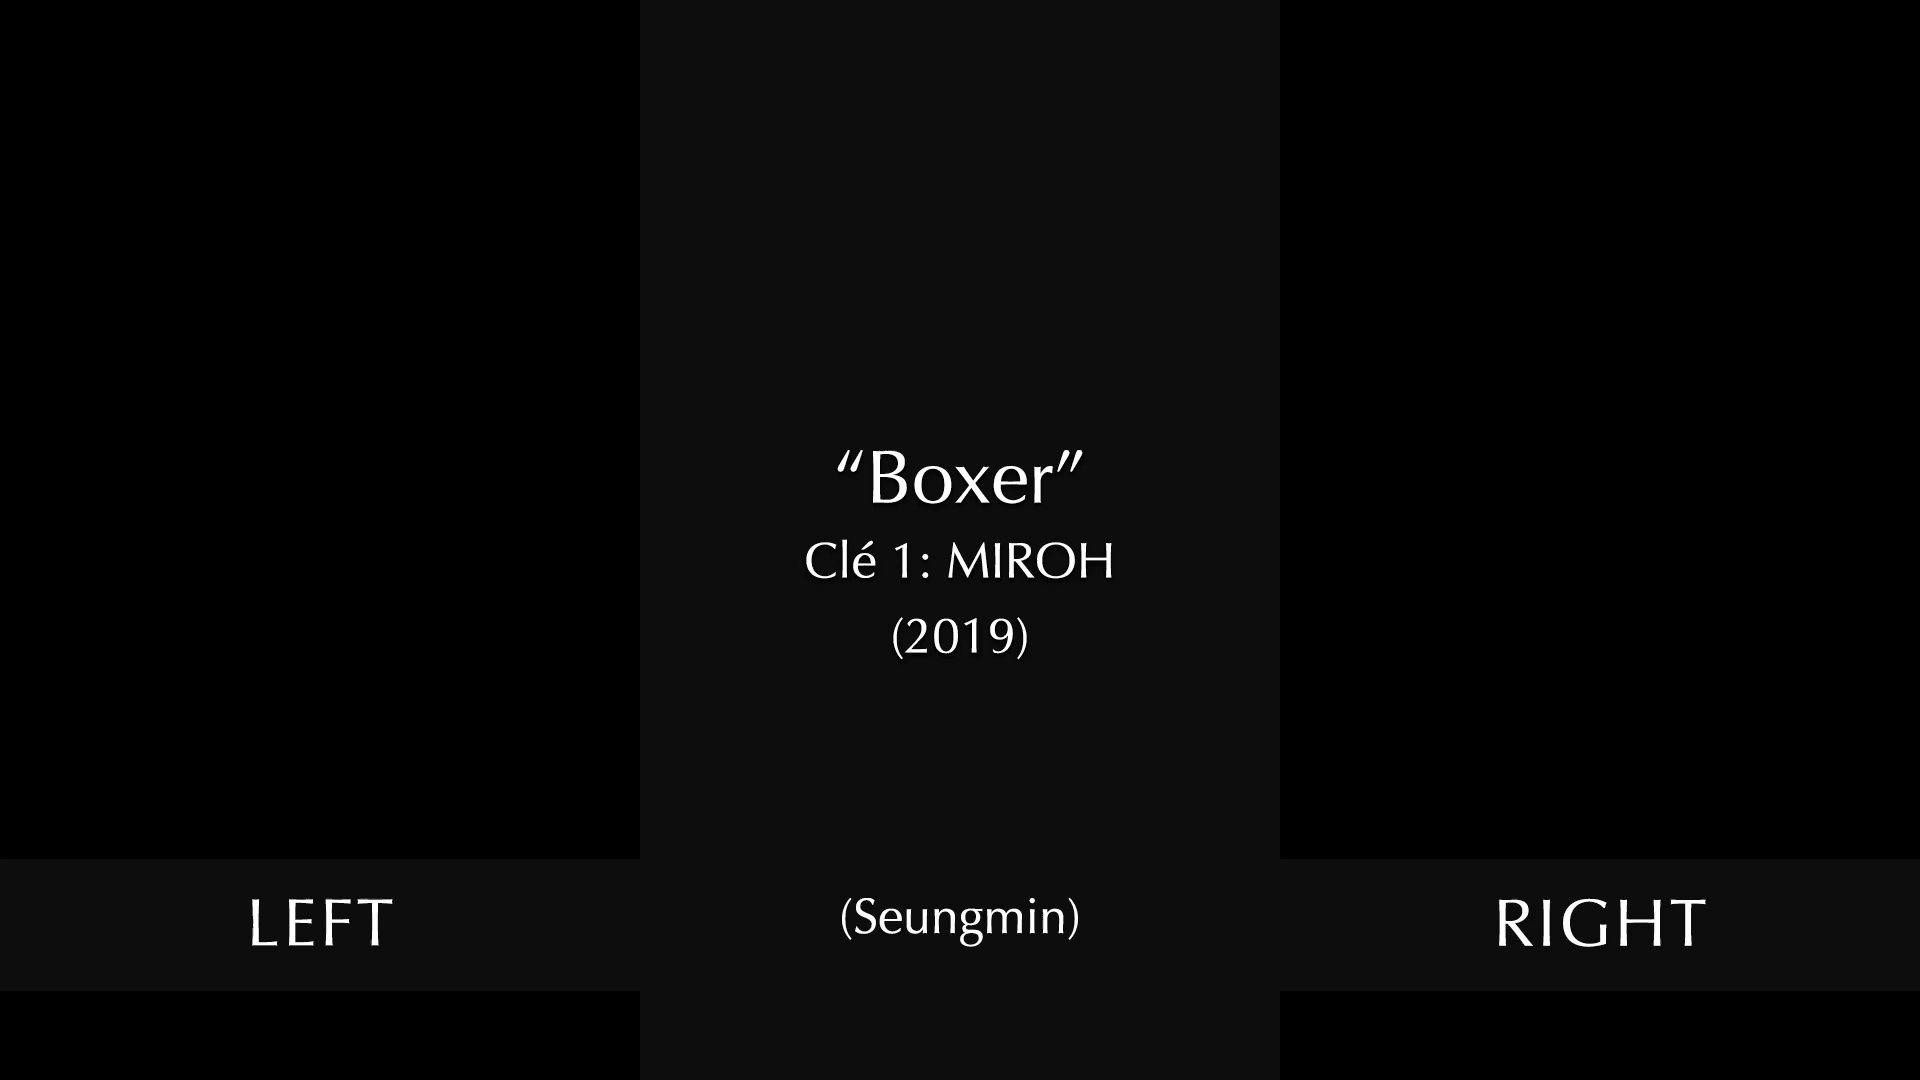 “Boxer”
Clé 1: MIROH
(2019)
LEFT
(Seungmin)
RIGHT